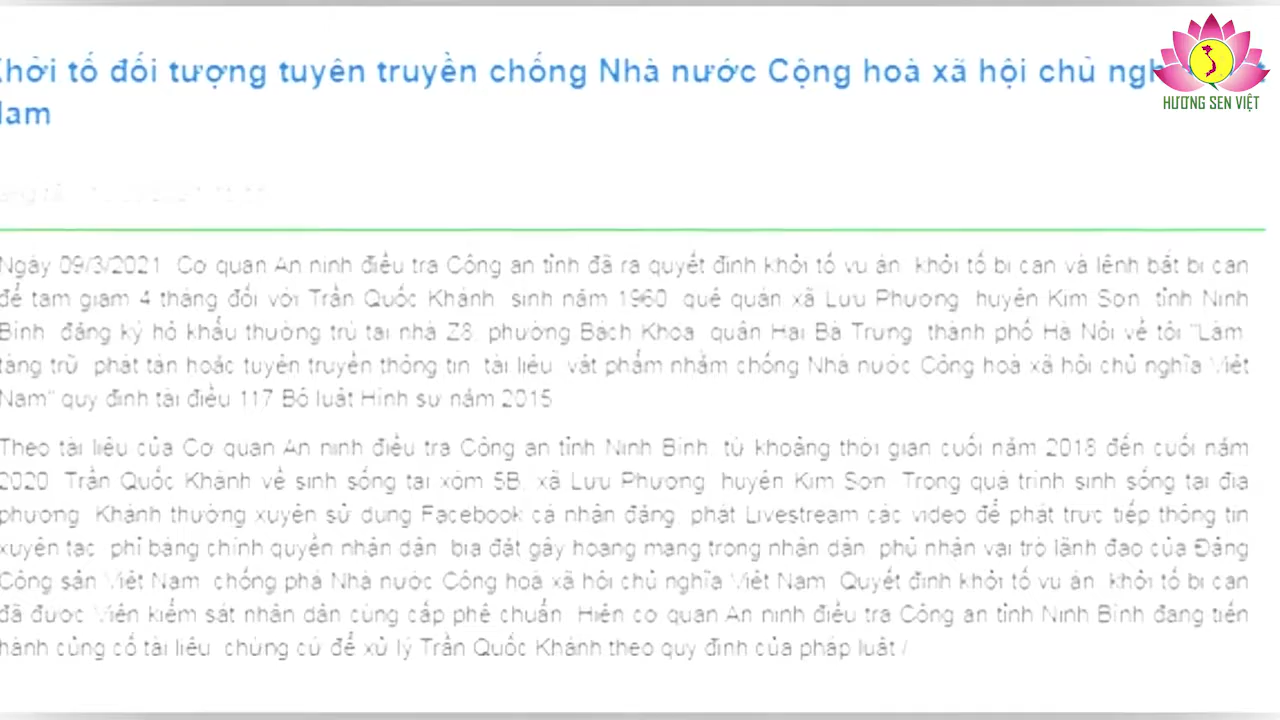 Khởi tố đối tượng tuyên truyền chống Nhà nước Cộng hoà xã hội chủ
Nam
HƯƠNG SEN VIỆT
Ngày 09/3/2021 Cơ quan An ninh điều tra Công an tỉnh đã ra quyết định khởi tố vụ án khởi tố bị can và lệnh bắt bị can
để tạm giam 4 tháng đối với Trần Quốc Khánh sinh năm 1960 quê quán xã Lưu Phương huyện Kim Sơn tỉnh Ninh
Bình đăng ký hộ khẩu thường trú tại nhà Z8, phường Bách Khoa quận Hai Bà Trưng thành phố Hà Nội về tội "Làm
tàng trữ phát tán hoặc tuyên truyền thông tin tài liệu vật phẩm nhằm chống Nhà nước Cộng hoà xã hội chủ nghĩa Việt
Nam" quy định tại điều 117 Bộ luật Hình sự năm 2015
Theo tài liệu của Cơ quan An ninh điều tra Công an tỉnh Ninh Bình từ khoảng thời gian cuối năm 2018 đến cuối năm
2020 Trần Quốc Khánh về sinh sống tại xóm 5B, xã Lưu Phương huyện Kim Sơn Trong quá trình sinh sống tại địa
phương Khánh thường xuyên sử dụng Facebook cá nhân đăng, phát Livestream các video để phát trực tiếp thông tin
xuyên tạc phỉ báng chính quyền nhân dân bịa đặt gây hoang mang trong nhân dân phủ nhận vai trò lãnh đạo của Đảng
Cộng sản Việt Nam chống phá Nhà nước Cộng hoà xã hội chủ nghĩa Việt Nam Quyết định khởi tố vụ án khởi tố bị can
đã được Viện kiểm sát nhân dân cùng cấp phê chuẩn Hiện cơ quan An ninh điều tra Công an tỉnh Ninh Bình đang tiến
hành củng cố tài liệu chứng cứ để xử lý Trần Quốc Khánh theo quy định của pháp luật /